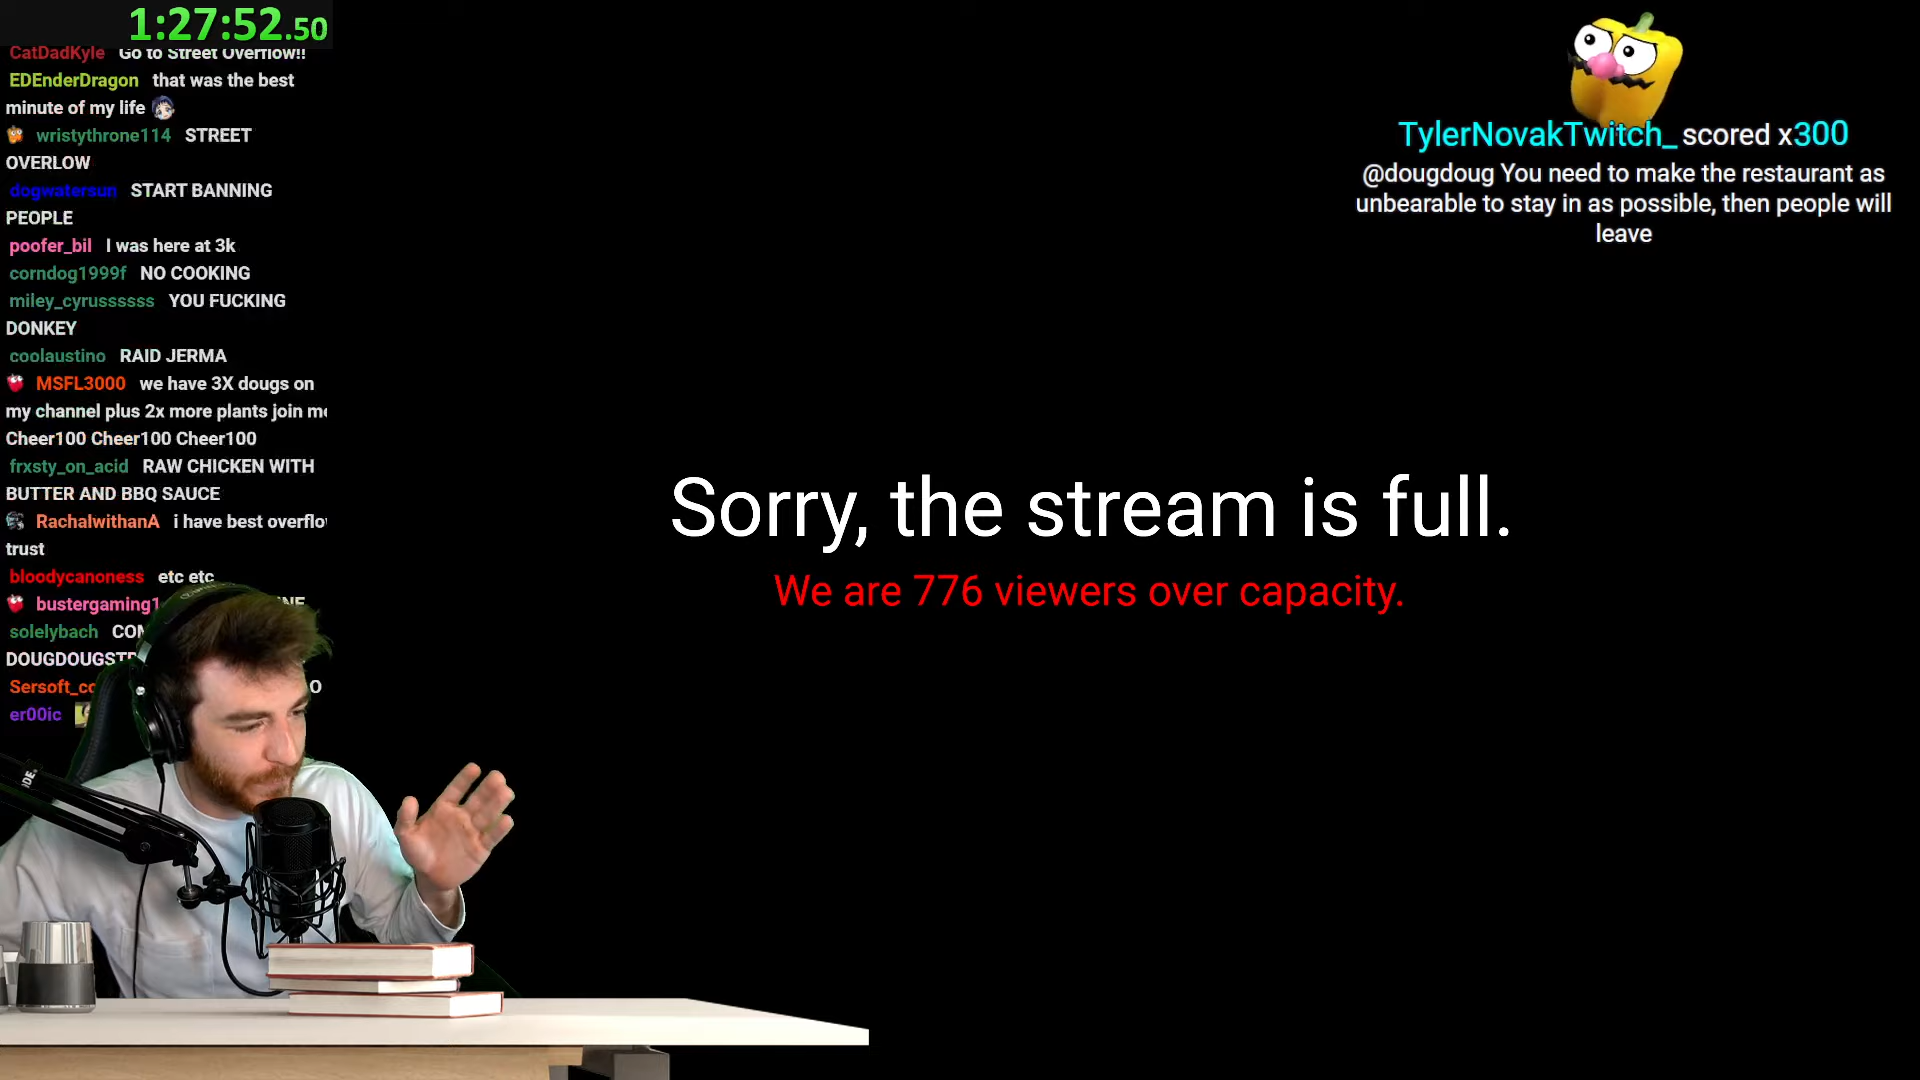 1:27:52.50
CatDadKyle Go to Street Overflow!!
EDEnderDragon that was the best
minute of my life
wristythrone114 STREET
OVERLOW
dogwatersun START BANNING
PEOPLE
poofer_bil I was here at 3k
corndog1999f NO COOKING
miley_cyrussssss YOU FUCKING
DONKEY
coolaustino RAID JERMA
MSFL3000 we have 3X dougs on
my channel plus 2x more plants join
Cheer100 Cheer100 Cheer100
frxsty_on_acid RAW CHICKEN WITH
BUTTER AND BBQ SAUCE
RachalwithanA i have best
trust
bloodycanoness etc etc
solelybach
er00ic
TylerNovakTwitch_ scored x300
@dougdoug You need to make the restaurant as
unbearable to stay in as possible, then people will
leave
Sorry, the stream is full.
We are 776 viewers over capacity.